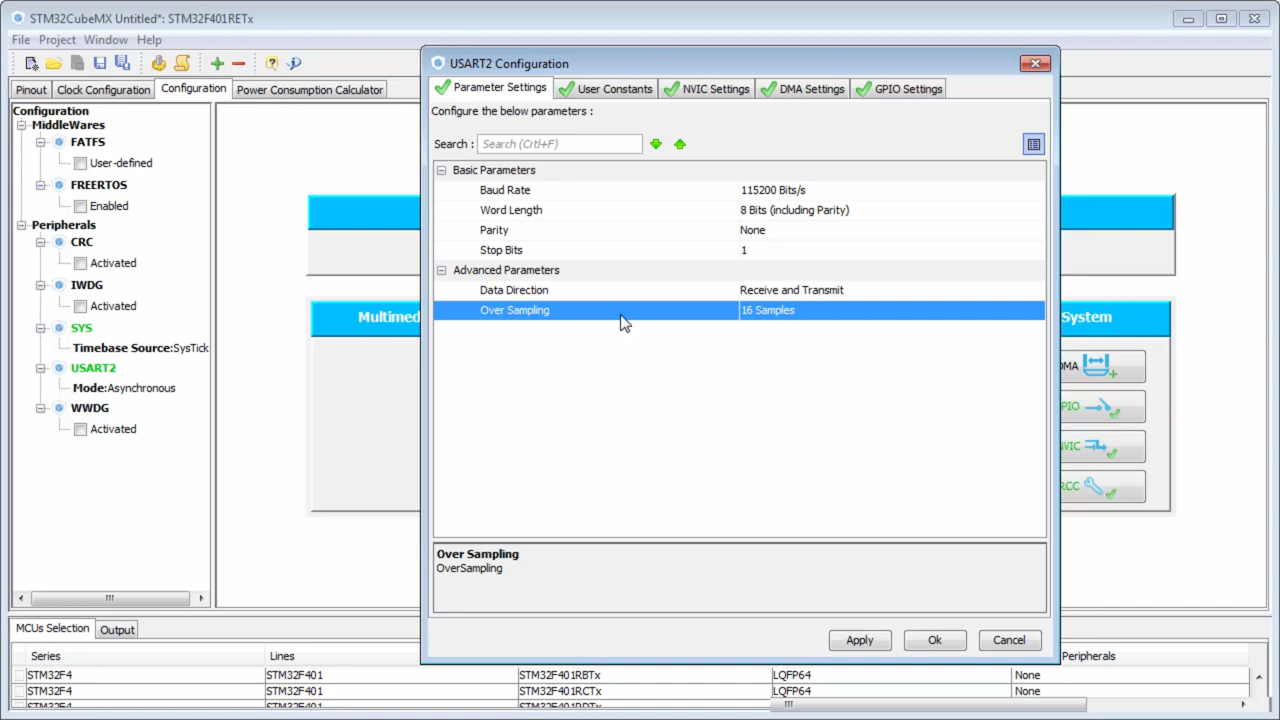 STM32CubeMX Untitled*: STM32F401RETx
File Project Window Help
Pinout Clock Configuration Configuration Power Consumption Calculator
Configuration
MiddleWares
FATFS
User-defined
FREERTOS
Enabled
Peripherals
CRC
Activated
IWDG
Activated
SYS
Timebase Source:SysTick
USART2
Mode:Asynchronous
WWDG
Activated
Multimed
System
DMA
GPIO
NVIC
RCC
USART2 Configuration
Parameter Settings User Constants NVIC Settings DMA Settings GPIO Settings
Configure the below parameters :
Search : Search (Crtl+F)
Basic Parameters
Baud Rate 115200 Bits/s
Word Length 8 Bits (including Parity)
Parity None
Stop Bits 1
Advanced Parameters
Data Direction Receive and Transmit
Over Sampling 16 Samples
Over Sampling
OverSampling
Apply Ok Cancel
MCUs Selection Output
Series Lines Peripherals
STM32F4 STM32F401 STM32F401RBTx LQFP64 None
STM32F4 STM32F401 STM32F401RCTx LQFP64 None
STM32F4 STM32F401 STM32F401RDTx